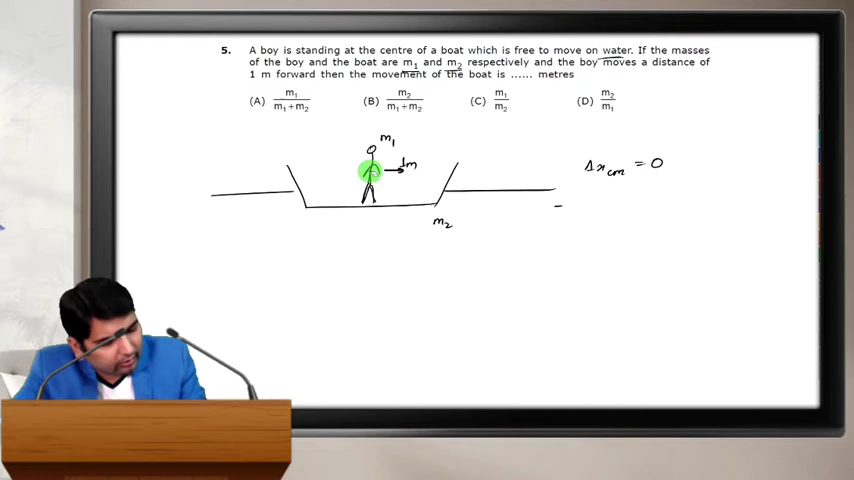 5. A boy is standing at the centre of a boat which is free to move on water. If the masses
of the boy and the boat are m₁ and m₂ respectively and the boy moves a distance of
1 m forward then the movement of the boat is ...... metres
(A) m₁/(m₁+m₂) (B) m₂/(m₁+m₂) (C) m₁/m₂ (D) m₂/m₁
m₁
1m
Δx_cm = 0
m₂